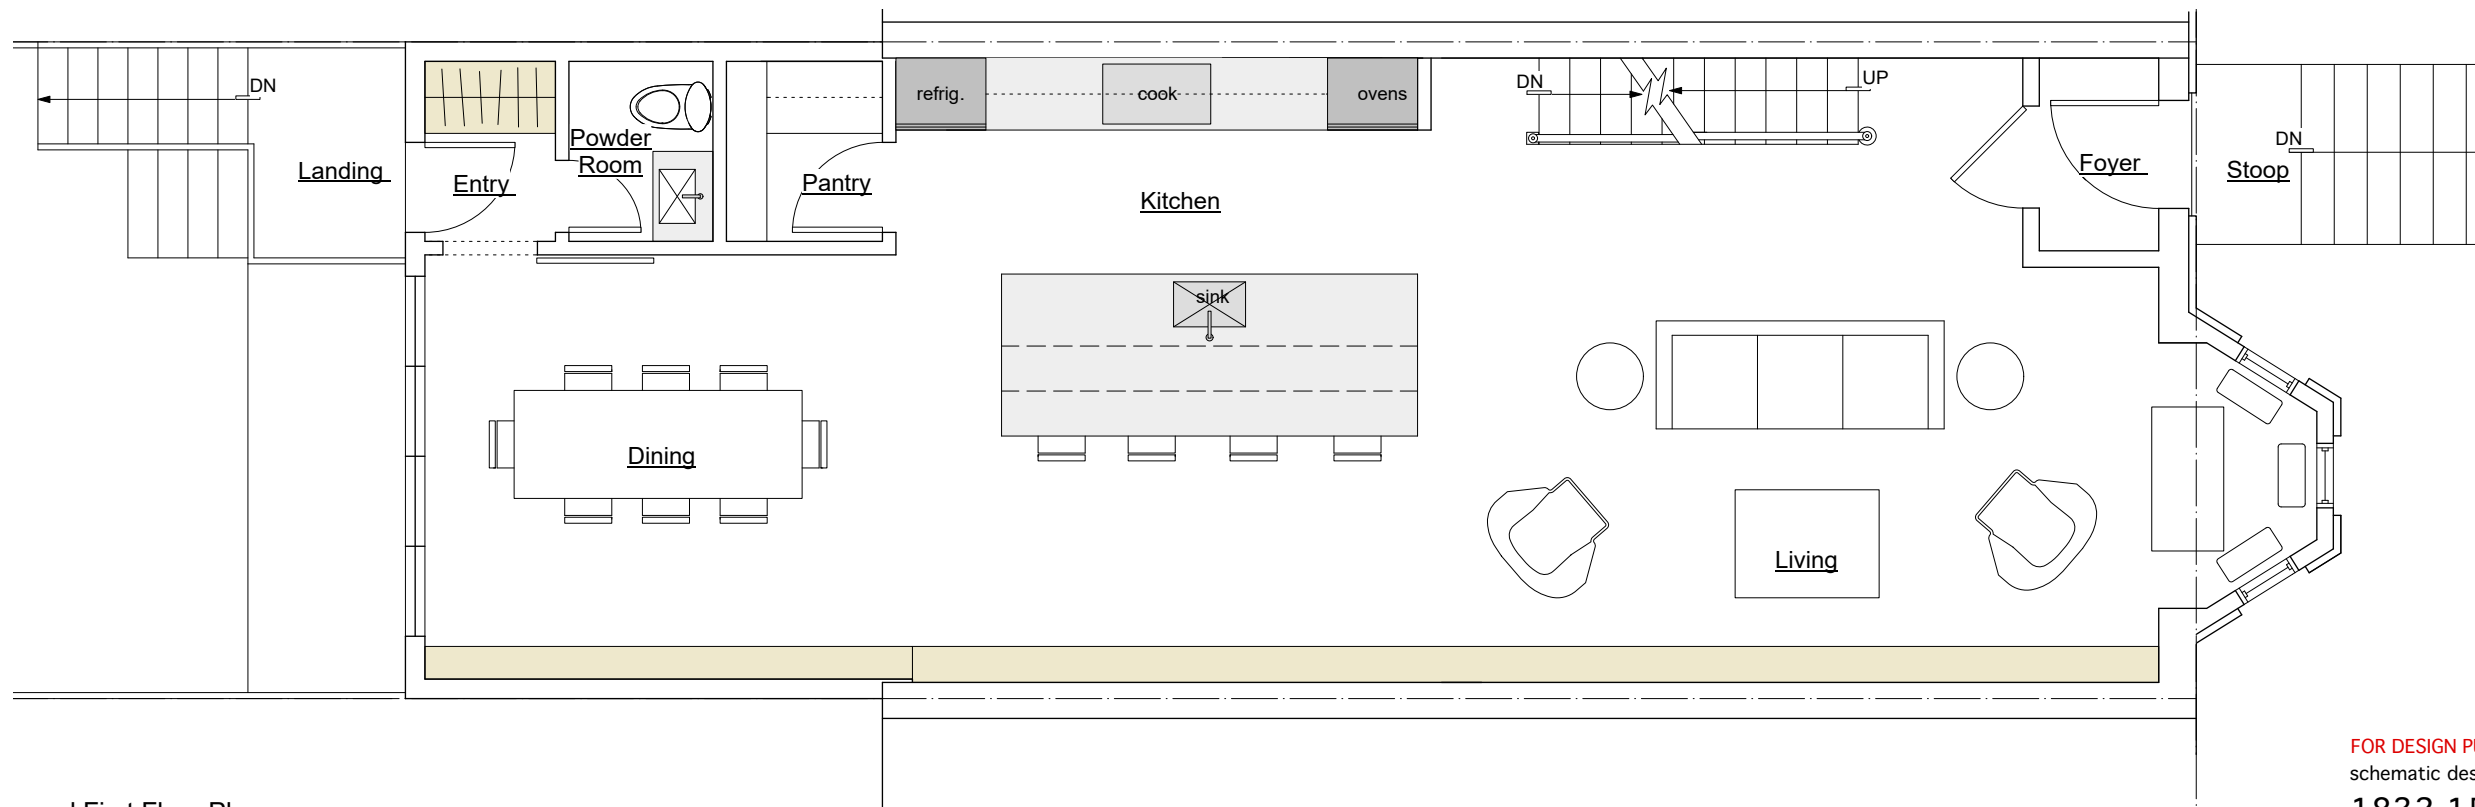 DN
Landing
Entry
Powder
Room
Pantry
refrig.
cook
ovens
Kitchen
DN
UP
Foyer
Stoop
DN
sink
Dining
Living
FOR DESIGN
schematic